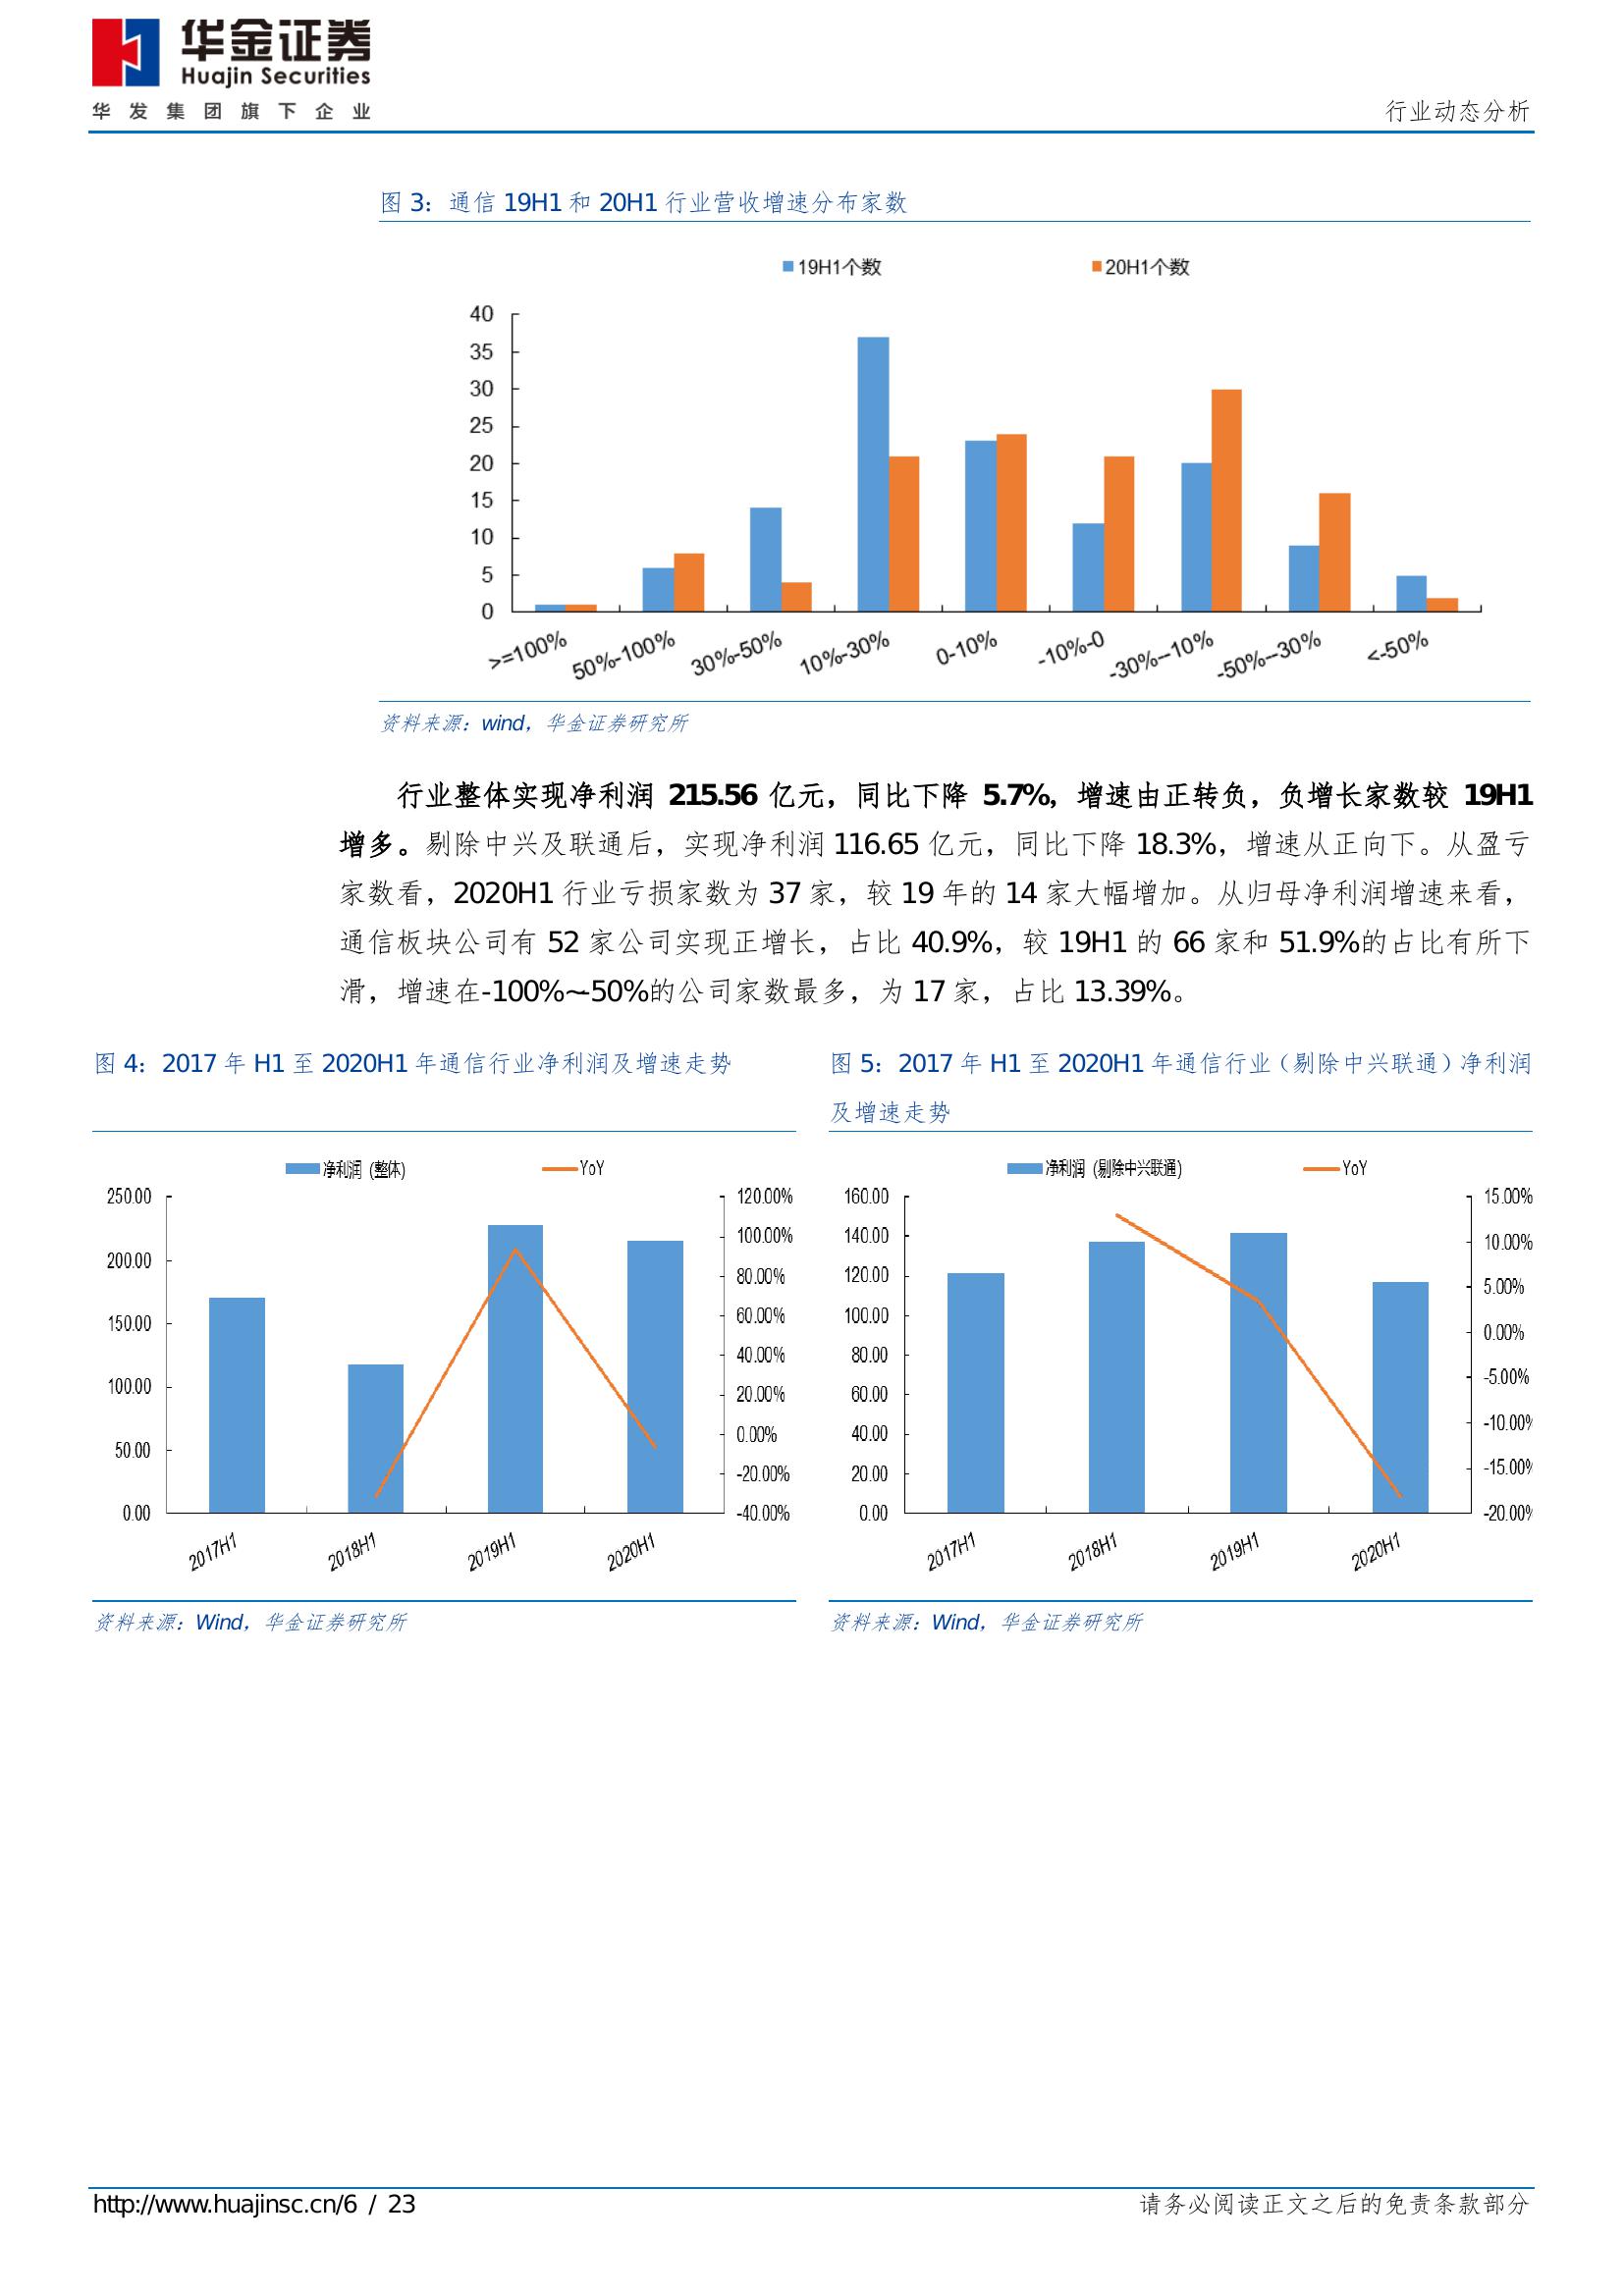 华金证券
Huajin Securities
华发集团旗下企业
行业动态分析
图 3：通信 19H1 和 20H1 行业营收增速分布家数
19H1个数 20H1个数
40
35
30
25
20
15
10
5
0
>=100% 50%-100% 30%-50% 10%-30% 0-10% -10%-0 -30%--10% -50%--30% <-50%
资料来源：wind，华金证券研究所
行业整体实现净利润 215.56 亿元，同比下降 5.7%，增速由正转负，负增长家数较 19H1
增多。剔除中兴及联通后，实现净利润 116.65 亿元，同比下降 18.3%，增速从正向下。从盈亏
家数看，2020H1 行业亏损家数为 37 家，较 19 年的 14 家大幅增加。从归母净利润增速来看，
通信板块公司有 52 家公司实现正增长，占比 40.9%，较 19H1 的 66 家和 51.9%的占比有所下
滑，增速在-100%~-50%的公司家数最多，为 17 家，占比 13.39%。
图 4：2017 年 H1 至 2020H1 年通信行业净利润及增速走势
净利润（整体） YoY
250.00
200.00
150.00
100.00
50.00
0.00
120.00%
100.00%
80.00%
60.00%
40.00%
20.00%
0.00%
-20.00%
-40.00%
2017H1 2018H1 2019H1 2020H1
资料来源：Wind，华金证券研究所
图 5：2017 年 H1 至 2020H1 年通信行业（剔除中兴联通）净利润
及增速走势
净利润（剔除中兴联通） YoY
160.00
140.00
120.00
100.00
80.00
60.00
40.00
20.00
0.00
15.00%
10.00%
5.00%
0.00%
-5.00%
-10.00%
-15.00%
-20.00%
2017H1 2018H1 2019H1 2020H1
资料来源：Wind，华金证券研究所
http://www.huajinsc.cn/6 / 23
请务必阅读正文之后的免责条款部分